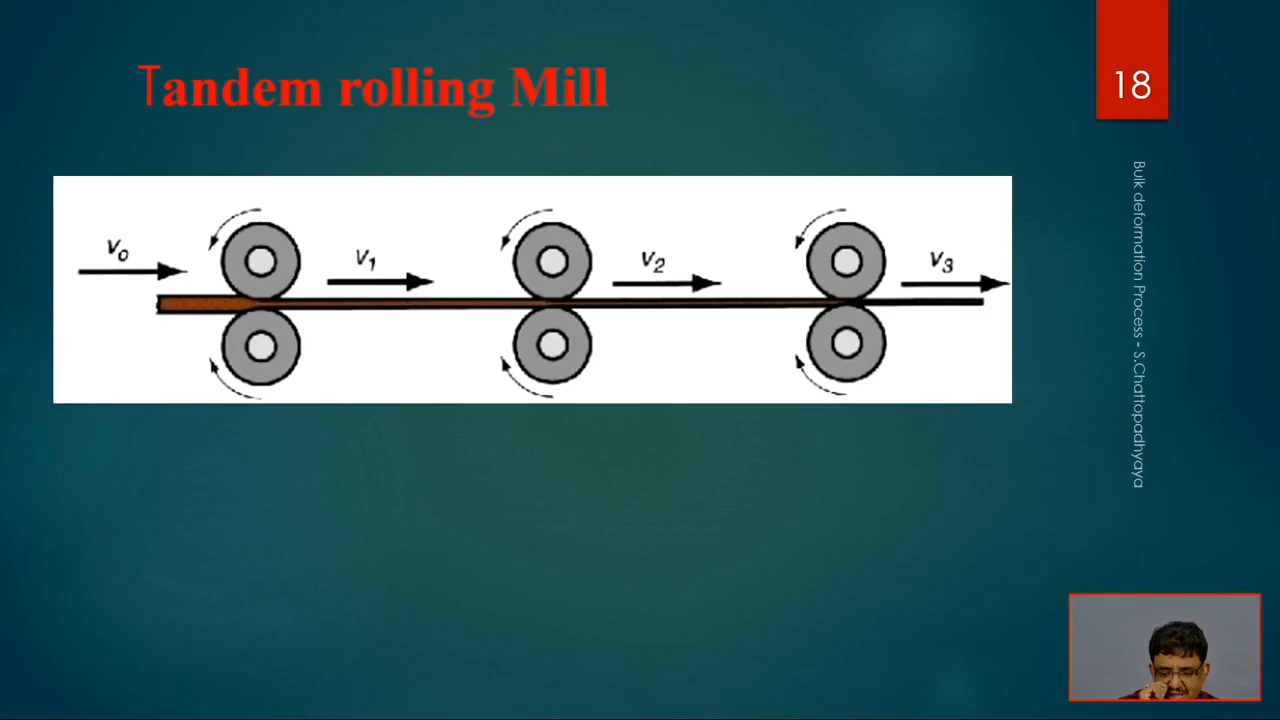 Tandem rolling Mill
18
v0
v1
v2
v3
Bulk deformation Process - S.Chattopadhyaya